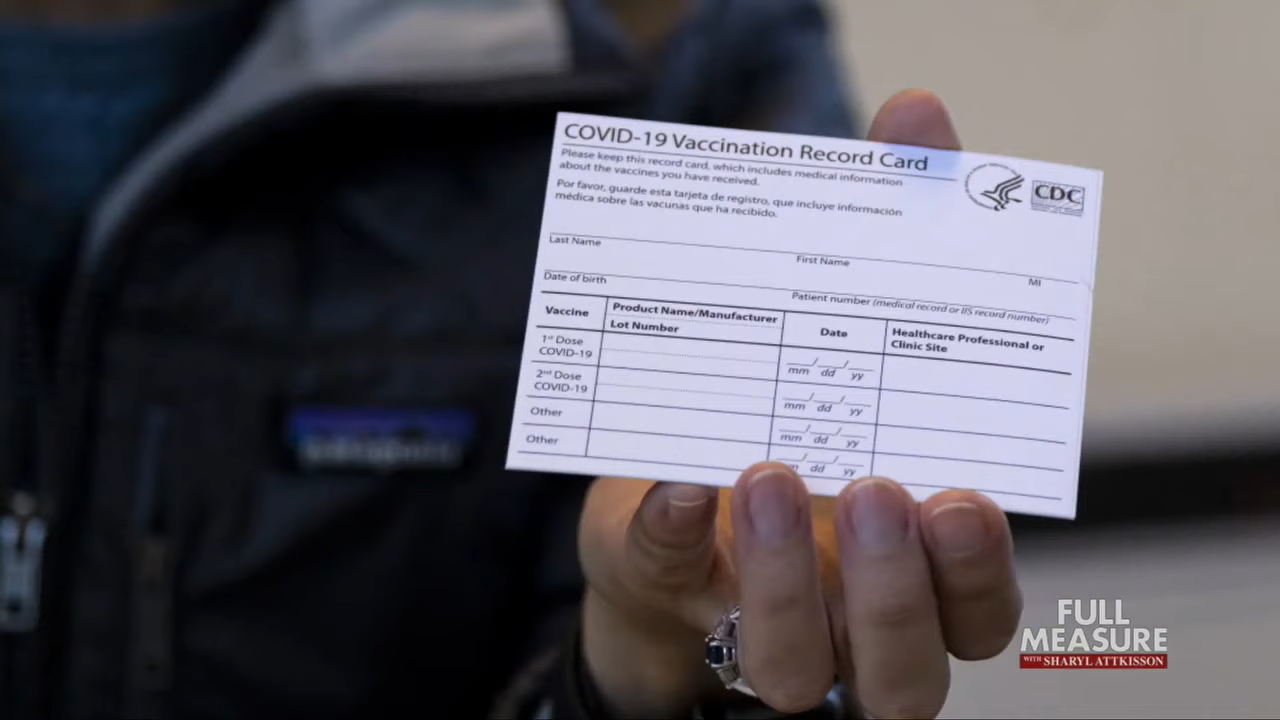 COVID-19 Vaccination Record Card
Please keep this record card, which includes medical information
about the vaccines you have received.
Por favor, guarde esta tarjeta de registro, que incluye información
médica sobre las vacunas que ha recibido.
CDC
Last Name
First Name
MI
Date of birth
Patient number (medical record or IIS record number)
Vaccine
Product Name/Manufacturer
Lot Number
Date
Healthcare Professional or
Clinic Site
1st Dose
COVID-19
mm / dd / yy
2nd Dose
COVID-19
mm / dd / yy
Other
mm / dd / yy
Other
dd / yy
FULL
MEASURE
WITH SHARYL ATTKISSON